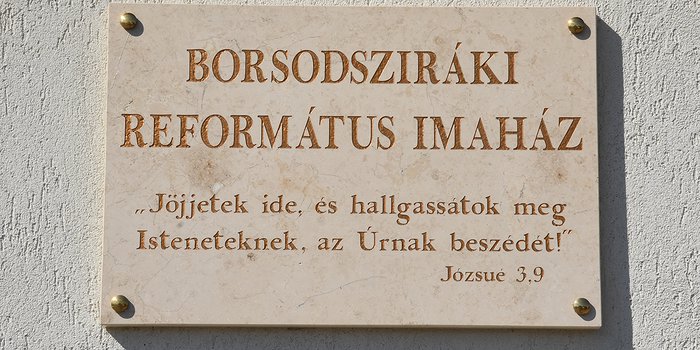 BORSODSZIRÁKI
REFORMÁTUS IMAHÁZ
„Jöjjetek ide, és hallgassátok meg
Isteneteknek, az Úrnak beszédét!”
Józsué 3,9